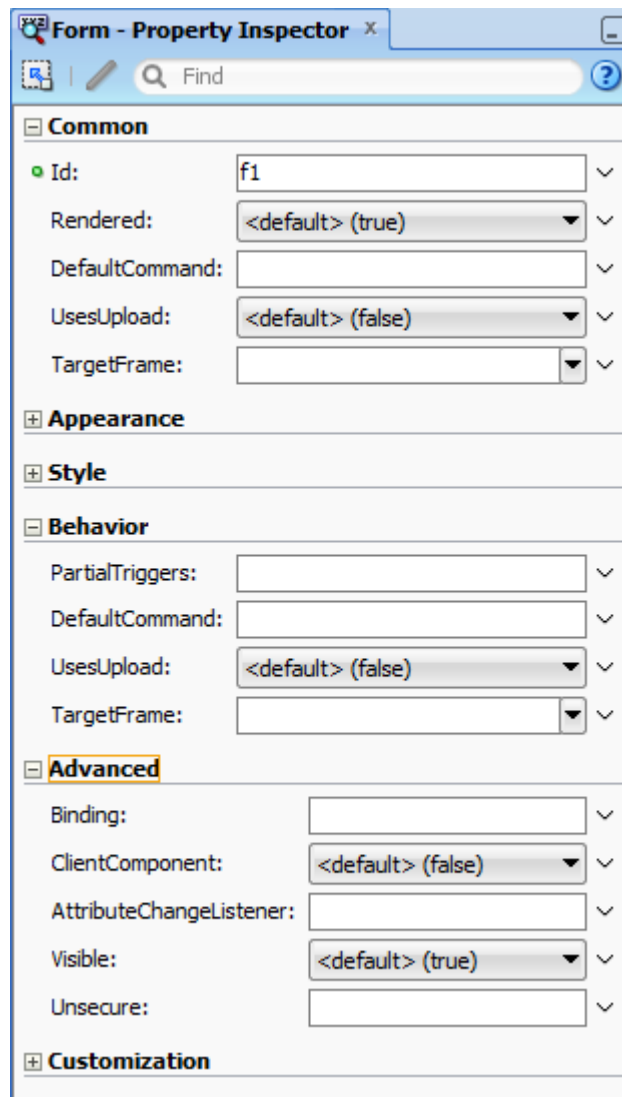 Form - Property Inspector x
Find
Common
Id: f1
Rendered: <default> (true)
DefaultCommand:
UsesUpload: <default> (false)
TargetFrame:
Appearance
Style
Behavior
PartialTriggers:
DefaultCommand:
UsesUpload: <default> (false)
TargetFrame:
Advanced
Binding:
ClientComponent: <default> (false)
AttributeChangeListener:
Visible: <default> (true)
Unsecure:
Customization